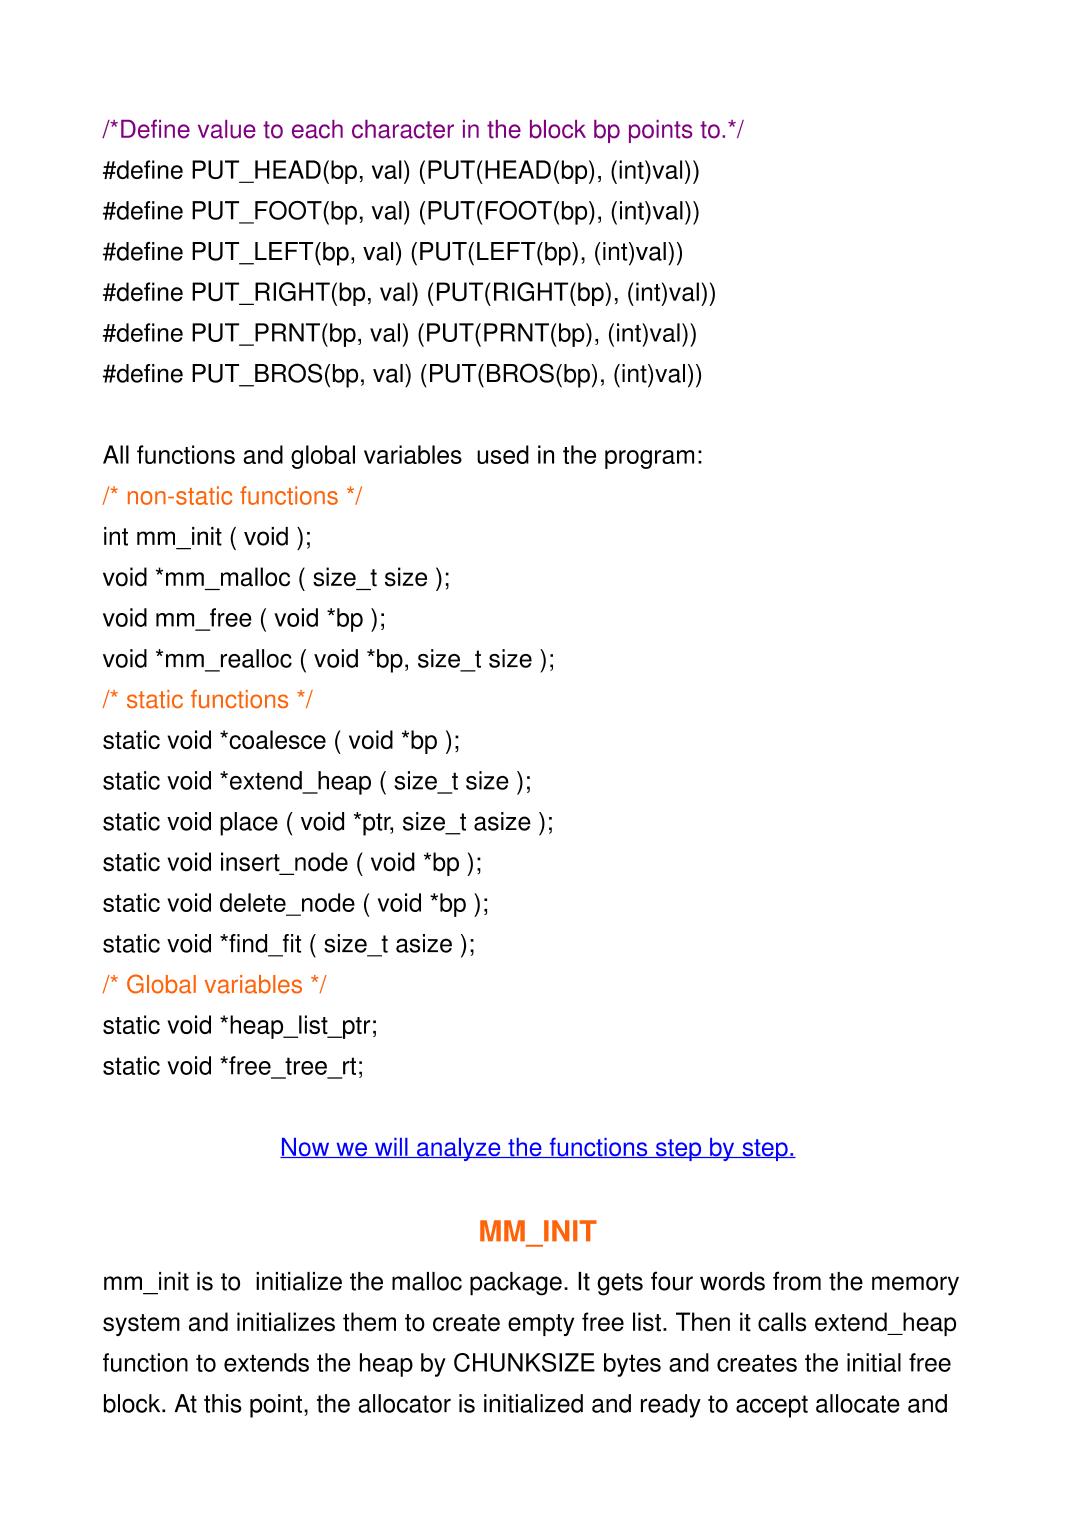 /*Define value to each character in the block bp points to.*/
#define PUT_HEAD(bp, val) (PUT(HEAD(bp), (int)val))
#define PUT_FOOT(bp, val) (PUT(FOOT(bp), (int)val))
#define PUT_LEFT(bp, val) (PUT(LEFT(bp), (int)val))
#define PUT_RIGHT(bp, val) (PUT(RIGHT(bp), (int)val))
#define PUT_PRNT(bp, val) (PUT(PRNT(bp), (int)val))
#define PUT_BROS(bp, val) (PUT(BROS(bp), (int)val))
All functions and global variables  used in the program:
/* non-static functions */
int mm_init ( void );
void *mm_malloc ( size_t size );
void mm_free ( void *bp );
void *mm_realloc ( void *bp, size_t size );
/* static functions */
static void *coalesce ( void *bp );
static void *extend_heap ( size_t size );
static void place ( void *ptr, size_t asize );
static void insert_node ( void *bp );
static void delete_node ( void *bp );
static void *find_fit ( size_t asize );
/* Global variables */
static void *heap_list_ptr;
static void *free_tree_rt;
Now we will analyze the functions step by step.
MM_INIT
mm_init is to  initialize the malloc package. It gets four words from the memory
system and initializes them to create empty free list. Then it calls extend_heap
function to extends the heap by CHUNKSIZE bytes and creates the initial free
block. At this point, the allocator is initialized and ready to accept allocate and